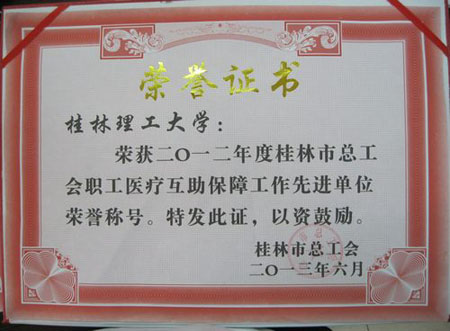 荣誉证书
桂林理工大学：
荣获二〇一二年度桂林市总工
会职工医疗互助保障工作先进单位
荣誉称号。特发此证，以资鼓励。
桂林市总工会
二〇一三年六月